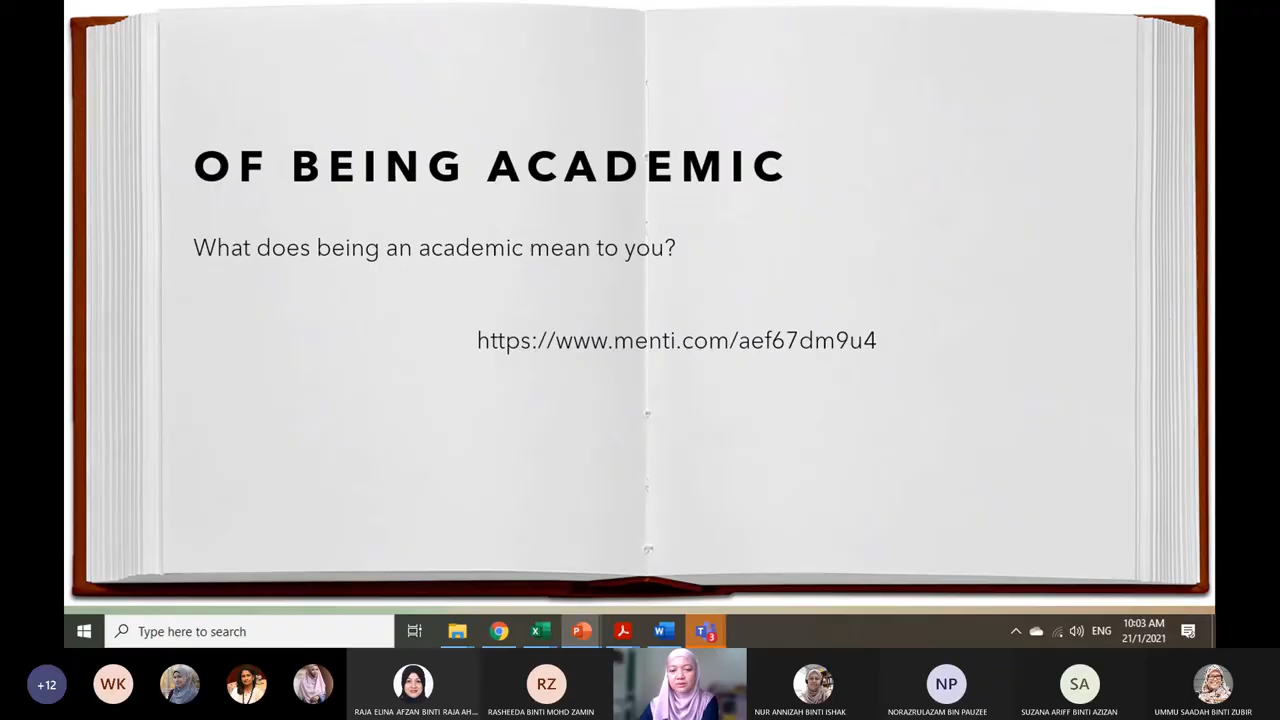 OF BEING ACADEMIC
What does being an academic mean to you?
https://www.menti.com/aef67dm9u4
Type here to search
3
ENG
10:03 AM
21/1/2021
+12
WK
RAJA ELINA AFZAN BINTI RAJA AH...
RZ
RASHEEDA BINTI MOHD ZAMIN
NUR ANNIZAH BINTI ISHAK
NP
NORAZRULAZAM BIN PAUZEE
SA
SUZANA ARIFF BINTI AZIZAN
UMMU SAADAH BINTI ZUBIR